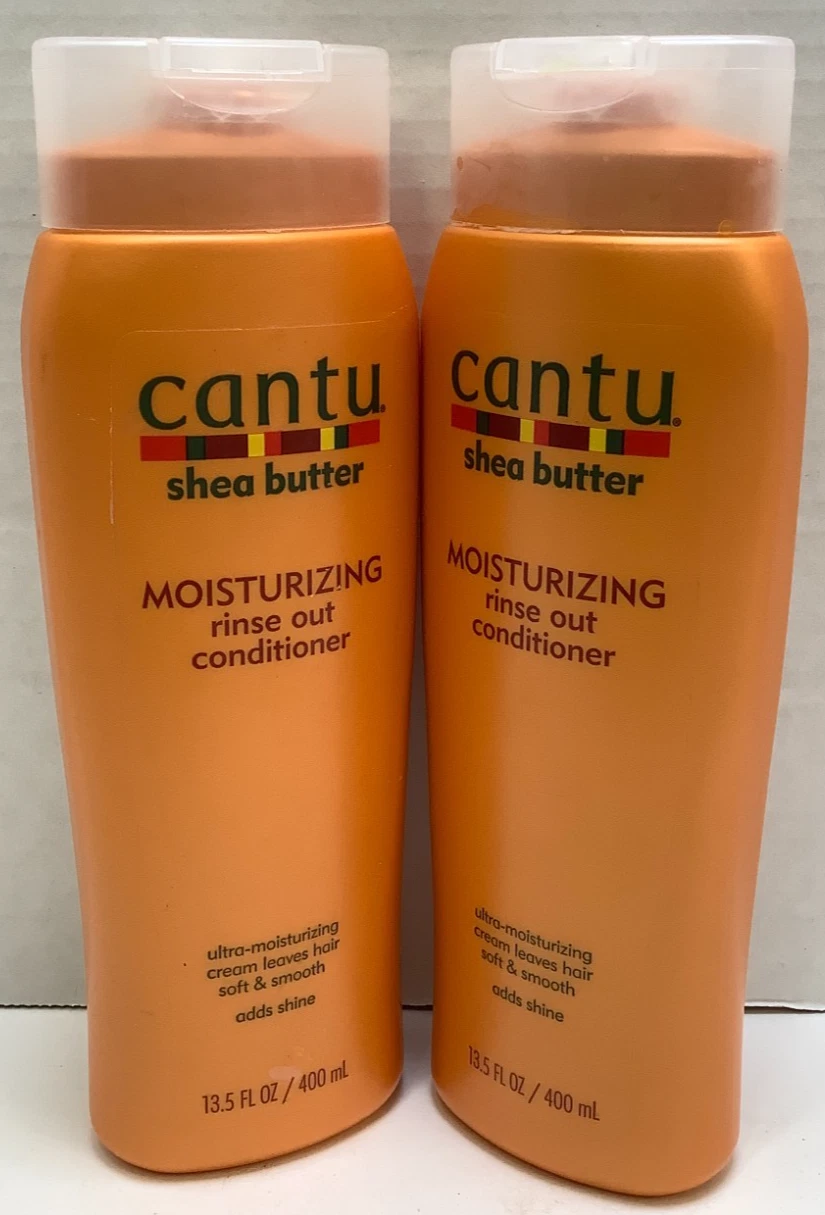 cantu®
shea butter
MOISTURIZING
rinse out
conditioner
ultra-moisturizing
cream leaves hair
soft & smooth
adds shine
13.5 FL OZ / 400 mL
cantu®
shea butter
MOISTURIZING
rinse out
conditioner
ultra-moisturizing
cream leaves hair
soft & smooth
adds shine
13.5 FL OZ / 400 mL